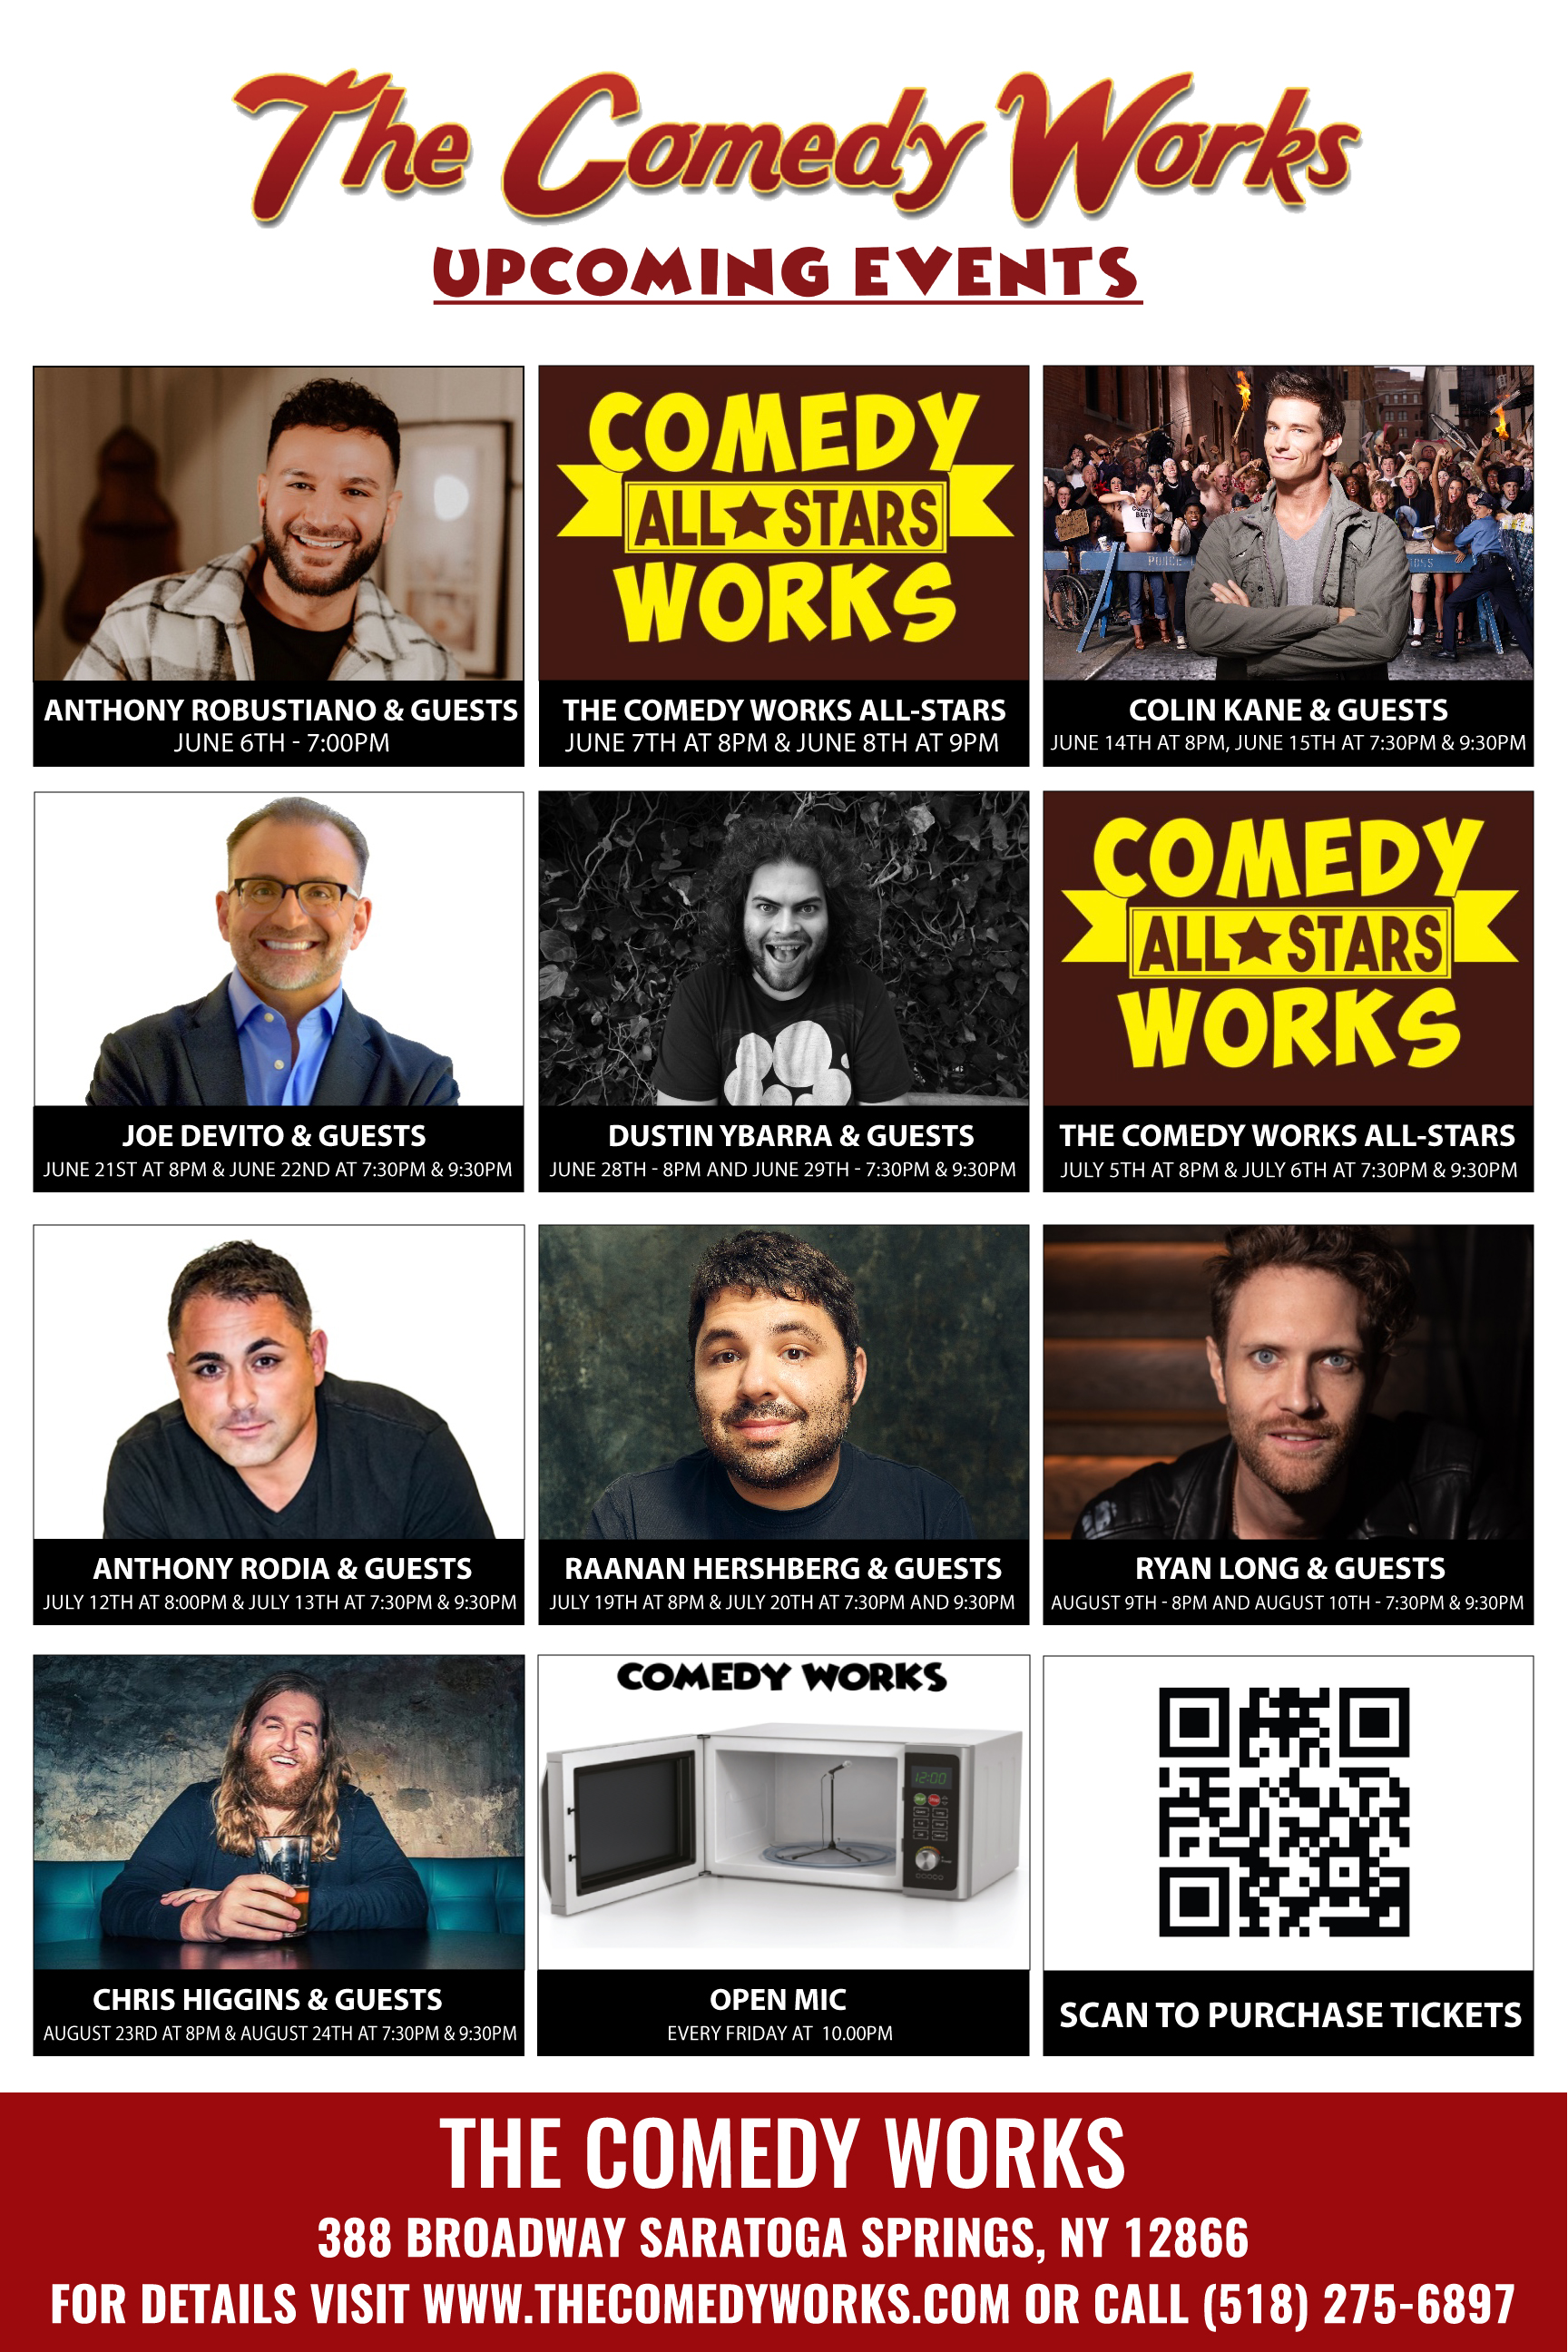 The Comedy Works
UPCOMING EVENTS
COMEDY
ALL★STARS
WORKS
ANTHONY ROBUSTIANO & GUESTS
JUNE 6TH - 7:00PM
THE COMEDY WORKS ALL-STARS
JUNE 7TH AT 8PM & JUNE 8TH AT 9PM
COLIN KANE & GUESTS
JUNE 14TH AT 8PM, JUNE 15TH AT 7:30PM & 9:30PM
COMEDY
ALL★STARS
WORKS
JOE DEVITO & GUESTS
JUNE 21ST AT 8PM & JUNE 22ND AT 7:30PM & 9:30PM
DUSTIN YBARRA & GUESTS
JUNE 28TH - 8PM AND JUNE 29TH - 7:30PM & 9:30PM
THE COMEDY WORKS ALL-STARS
JULY 5TH AT 8PM & JULY 6TH AT 7:30PM & 9:30PM
ANTHONY RODIA & GUESTS
JULY 12TH AT 8:00PM & JULY 13TH AT 7:30PM & 9:30PM
RAANAN HERSHBERG & GUESTS
JULY 19TH AT 8PM & JULY 20TH AT 7:30PM AND 9:30PM
RYAN LONG & GUESTS
AUGUST 9TH - 8PM AND AUGUST 10TH - 7:30PM & 9:30PM
COMEDY WORKS
12:00
CHRIS HIGGINS & GUESTS
AUGUST 23RD AT 8PM & AUGUST 24TH AT 7:30PM & 9:30PM
OPEN MIC
EVERY FRIDAY AT 10.00PM
SCAN TO PURCHASE TICKETS
THE COMEDY WORKS
388 BROADWAY SARATOGA SPRINGS, NY 12866
FOR DETAILS VISIT WWW.THECOMEDYWORKS.COM OR CALL (518) 275-6897